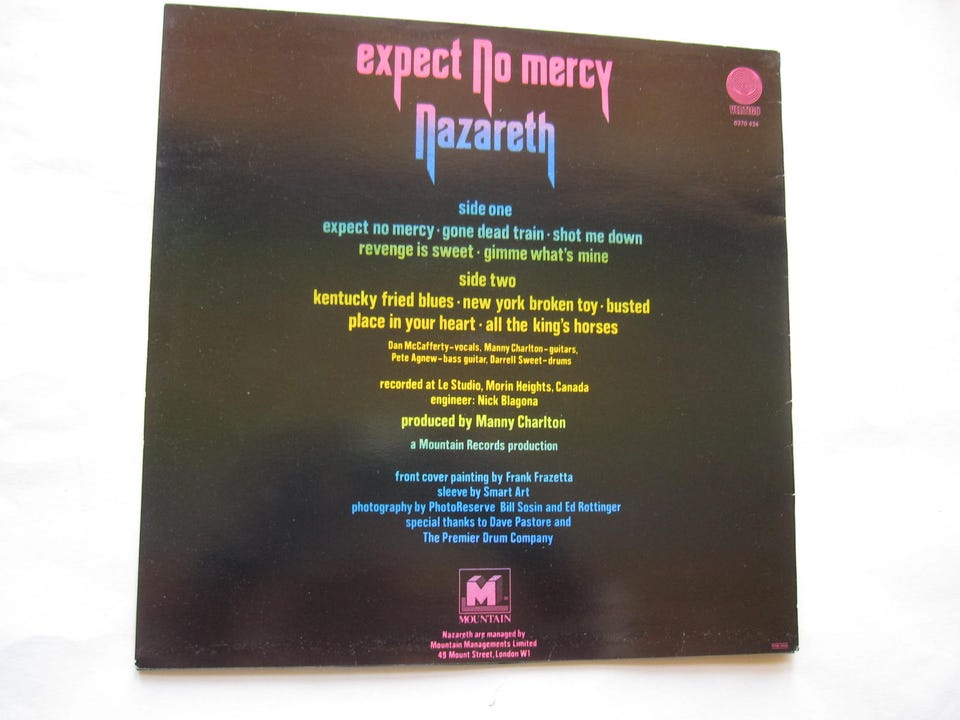 expect No mercy
Nazareth
VERTIGO
6370 424
side one
expect no mercy · gone dead train · shot me down
revenge is sweet · gimme what's mine
side two
kentucky fried blues · new york broken toy · busted
place in your heart · all the king's horses
Dan McCafferty-vocals, Manny Charlton-guitars,
Pete Agnew-bass guitar, Darrell Sweet-drums
recorded at Le Studio, Morin Heights, Canada
engineer: Nick Blagona
produced by Manny Charlton
a Mountain Records production
front cover painting by Frank Frazetta
sleeve by Smart Art
photography by PhotoReserve Bill Sosin and Ed Rottinger
special thanks to Dave Pastore and
The Premier Drum Company
M
MOUNTAIN
Nazareth are managed by
Mountain Managements Limited
49 Mount Street, London W1